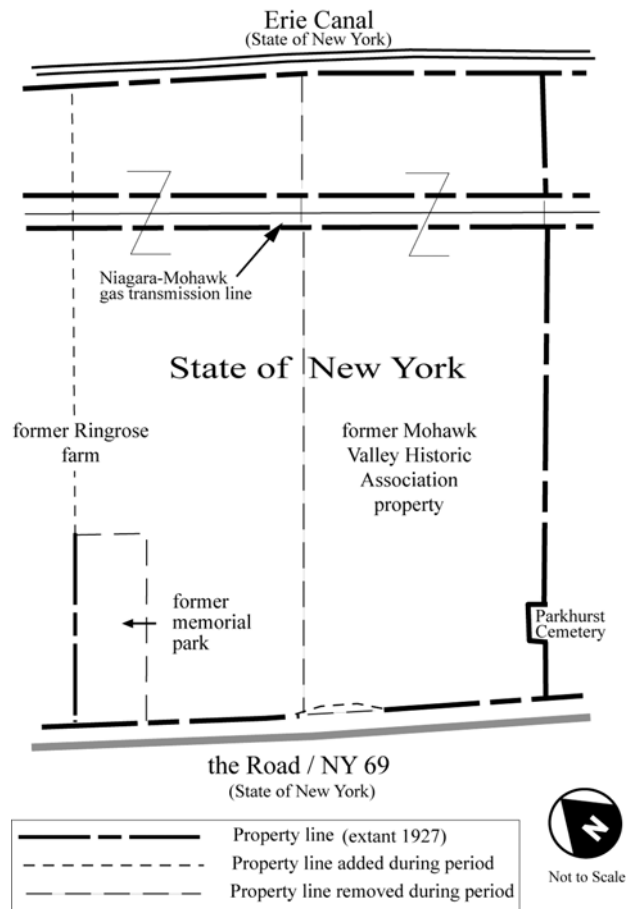 Erie Canal
(State of New York)
Niagara-Mohawk
gas transmission line
State of New York
former Ringrose
farm
former Mohawk
Valley Historic
Association
property
former
memorial
park
Parkhurst
Cemetery
the Road / NY 69
(State of New York)
Property line (extant 1927)
Property line added during period
Property line removed during period
N
Not to Scale